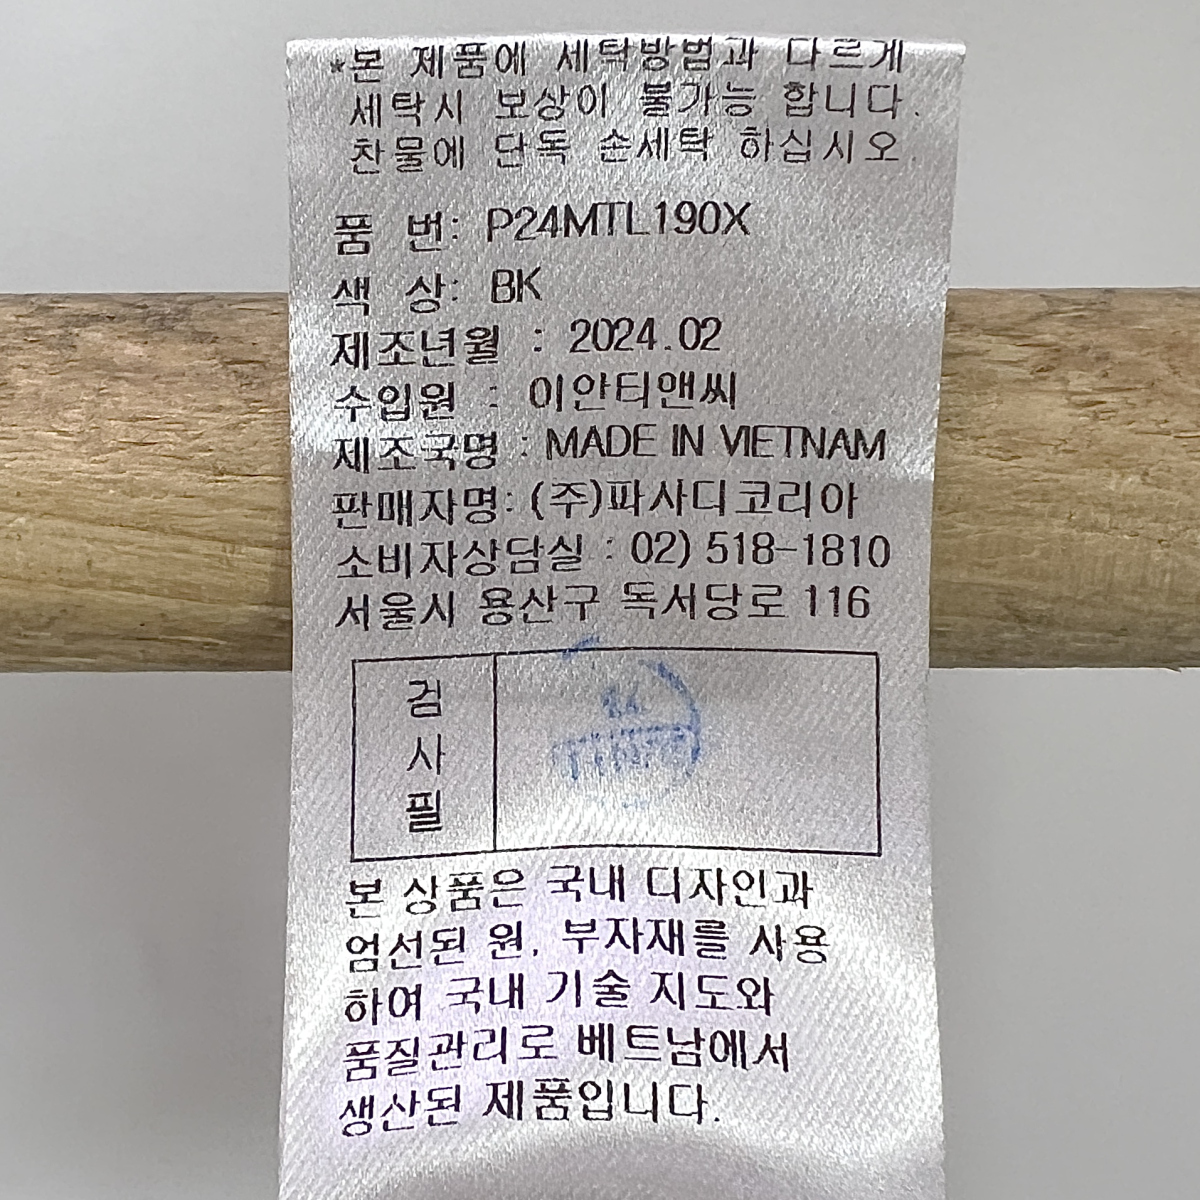 *본 제품에 세탁방법과 다르게
세탁시 보상이 불가능 합니다.
찬물에 단독 손세탁 하십시오.
품 번: P24MTL190X
색 상: BK
제조년월 : 2024.02
수입원 : 이안티앤씨
제조국명 : MADE IN VIETNAM
판매자명: (주)파사디코리아
소비자상담실 : 02) 518-1810
서울시 용산구 독서당로 116
검
사
필
본 상품은 국내 디자인과
엄선된 원, 부자재를 사용
하여 국내 기술 지도와
품질관리로 베트남에서
생산된 제품입니다.